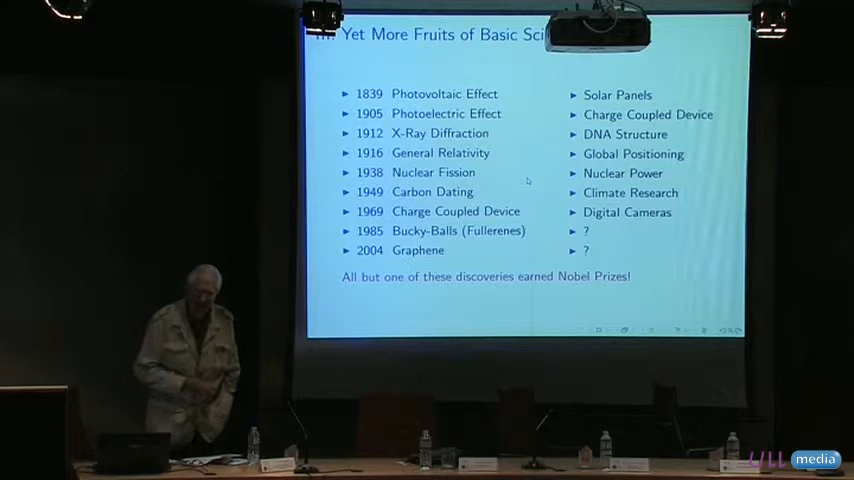 Yet More Fruits of Basic Sci
► 1839 Photovoltaic Effect ► Solar Panels
► 1905 Photoelectric Effect ► Charge Coupled Device
► 1912 X-Ray Diffraction ► DNA Structure
► 1916 General Relativity ► Global Positioning
► 1938 Nuclear Fission ► Nuclear Power
► 1949 Carbon Dating ► Climate Research
► 1969 Charge Coupled Device ► Digital Cameras
► 1985 Bucky-Balls (Fullerenes) ► ?
► 2004 Graphene ► ?
All but one of these discoveries earned Nobel Prizes!
ULL media